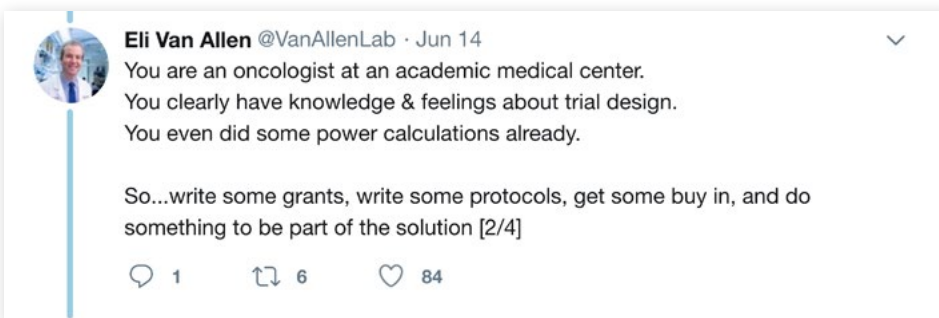 Eli Van Allen @VanAllenLab · Jun 14
You are an oncologist at an academic medical center.
You clearly have knowledge & feelings about trial design.
You even did some power calculations already.
So...write some grants, write some protocols, get some buy in, and do
something to be part of the solution [2/4]
1 6 84